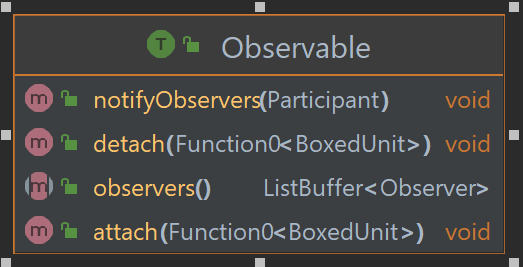 T Observable
m notifyObservers(Participant) void
m detach(Function0<BoxedUnit>) void
m observers() ListBuffer<Observer>
m attach(Function0<BoxedUnit>) void